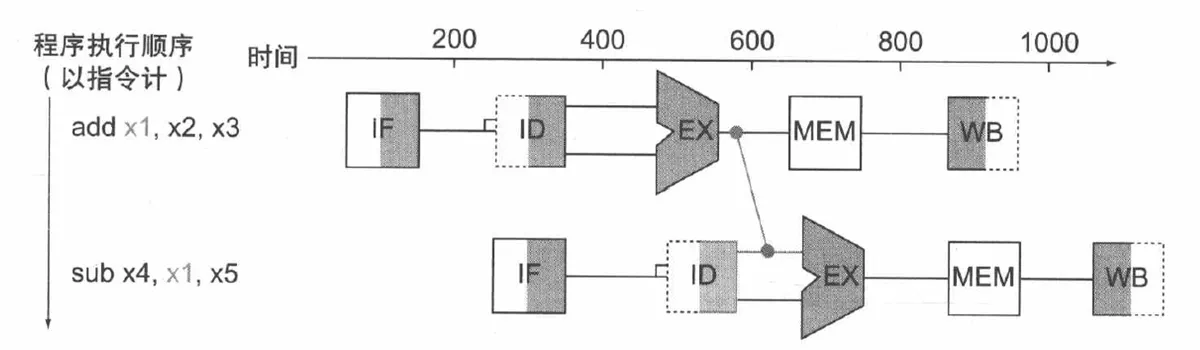 程序执行顺序
（以指令计）
时间
200 400 600 800 1000
add x1, x2, x3
IF ID EX MEM WB
sub x4, x1, x5
IF ID EX MEM WB